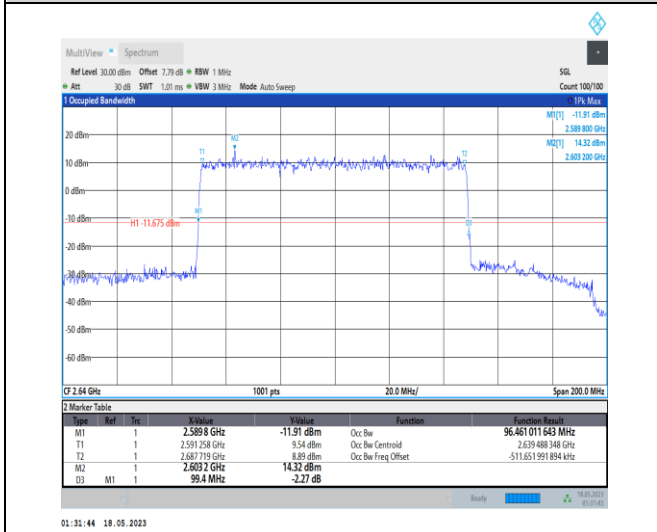 MultiView Spectrum
Ref Level 30.00 dBm Offset 7.79 dB RBW 1 MHz SGL
Att 30 dB SWT 1.01 ms VBW 3 MHz Mode Auto Sweep Count 100/100
1 Occupied Bandwidth 1Pk Max
M1[1] -11.91 dBm
2.589 800 GHz
M2[1] 14.32 dBm
2.603 200 GHz
20 dBm
M2
T1 T2
10 dBm
0 dBm
M1
-10 dBm
H1 -11.675 dBm
D3
-30 dBm
-40 dBm
-50 dBm
-60 dBm
CF 2.64 GHz 1001 pts 20.0 MHz/ Span 200.0 MHz
2 Marker Table
Type Ref Trc X-Value Y-Value Function Function Result
M1 1 2.589 8 GHz -11.91 dBm Occ Bw 96.461 011 643 MHz
T1 1 2.591 258 GHz 9.54 dBm Occ Bw Centroid 2.639 488 348 GHz
T2 1 2.687 719 GHz 8.89 dBm Occ Bw Freq Offset -511.651 991 894 kHz
M2 1 2.603 2 GHz 14.32 dBm
D3 M1 1 99.4 MHz -2.27 dB
Ready 18.05.2023
01:31:43
01:31:44 18.05.2023